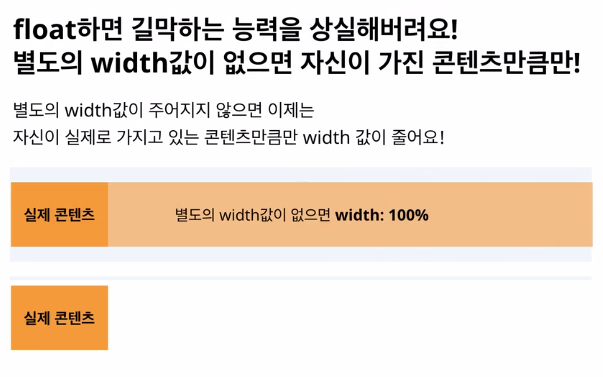 float하면 길막하는 능력을 상실해버려요!
별도의 width값이 없으면 자신이 가진 콘텐츠만큼만!
별도의 width값이 주어지지 않으면 이제는
자신이 실제로 가지고 있는 콘텐츠만큼만 width 값이 줄어요!
실제 콘텐츠 별도의 width값이 없으면 width: 100%
실제 콘텐츠